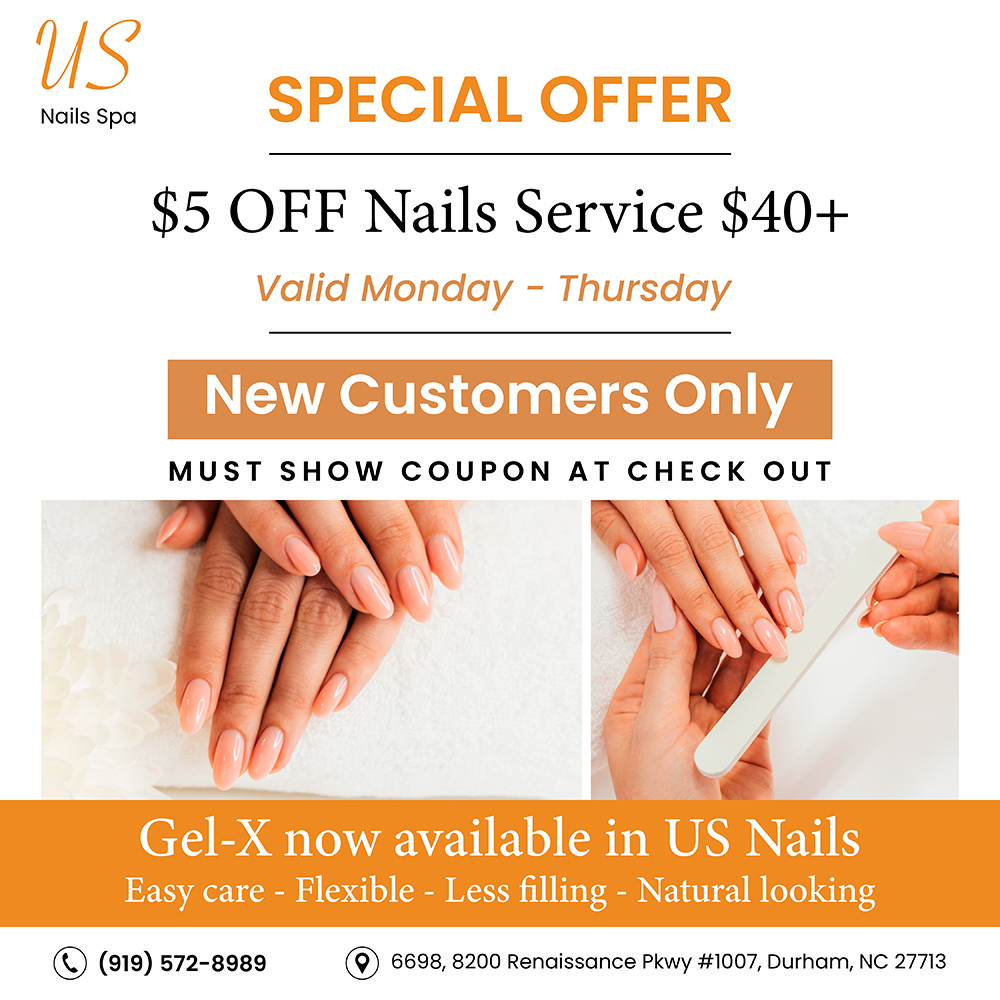 US
Nails Spa
SPECIAL OFFER
$5 OFF Nails Service $40+
Valid Monday - Thursday
New Customers Only
MUST SHOW COUPON AT CHECK OUT
Gel-X now available in US Nails
Easy care - Flexible - Less filling - Natural looking
(919) 572-8989
6698, 8200 Renaissance Pkwy #1007, Durham, NC 27713